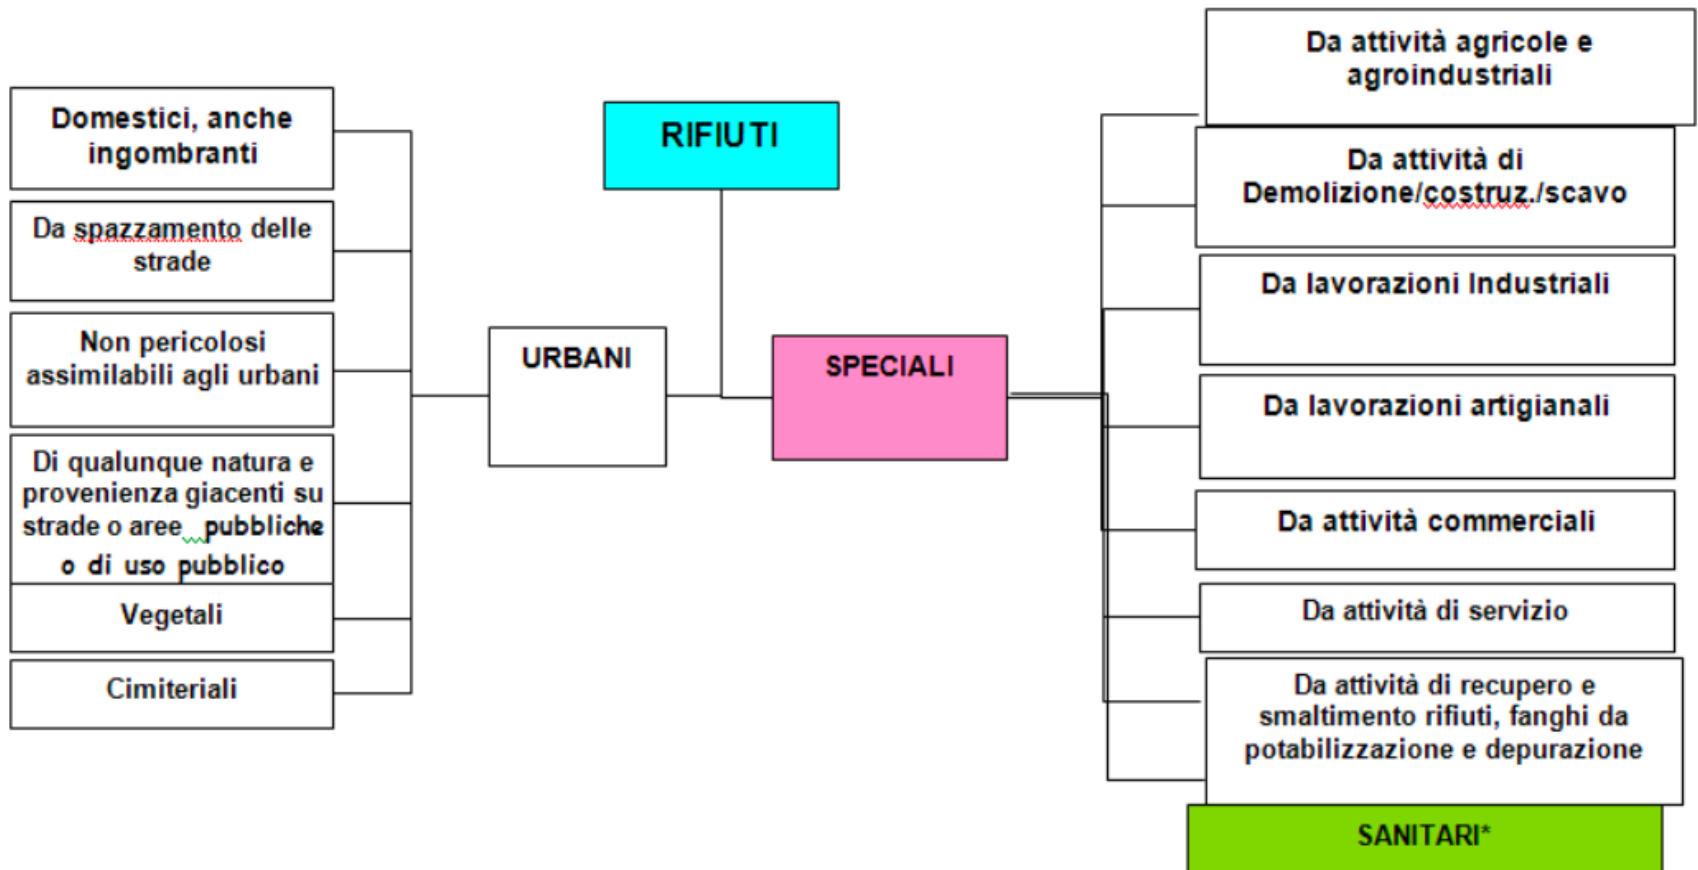 RIFIUTI
URBANI
SPECIALI
Domestici, anche
ingombranti
Da spazzamento delle
strade
Non pericolosi
assimilabili agli urbani
Di qualunque natura e
provenienza giacenti su
strade o aree pubbliche
o di uso pubblico
Vegetali
Cimiteriali
Da attività agricole e
agroindustriali
Da attività di
Demolizione/costruz./scavo
Da lavorazioni Industriali
Da lavorazioni artigianali
Da attività commerciali
Da attività di servizio
Da attività di recupero e
smaltimento rifiuti, fanghi da
potabilizzazione e depurazione
SANITARI*